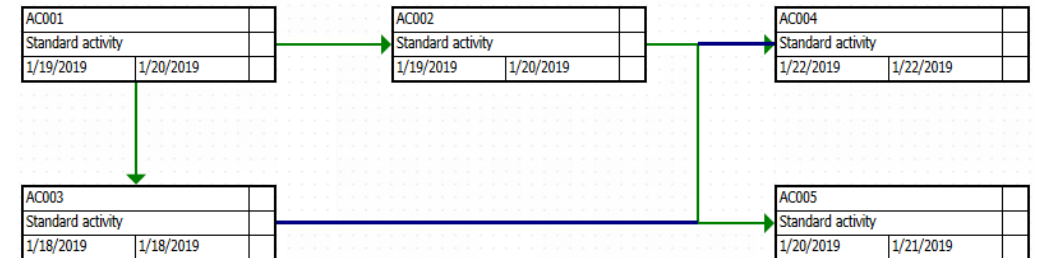 AC001
Standard activity
1/19/2019 1/20/2019
AC002
Standard activity
1/19/2019 1/20/2019
AC004
Standard activity
1/22/2019 1/22/2019
AC003
Standard activity
1/18/2019 1/18/2019
AC005
Standard activity
1/20/2019 1/21/2019